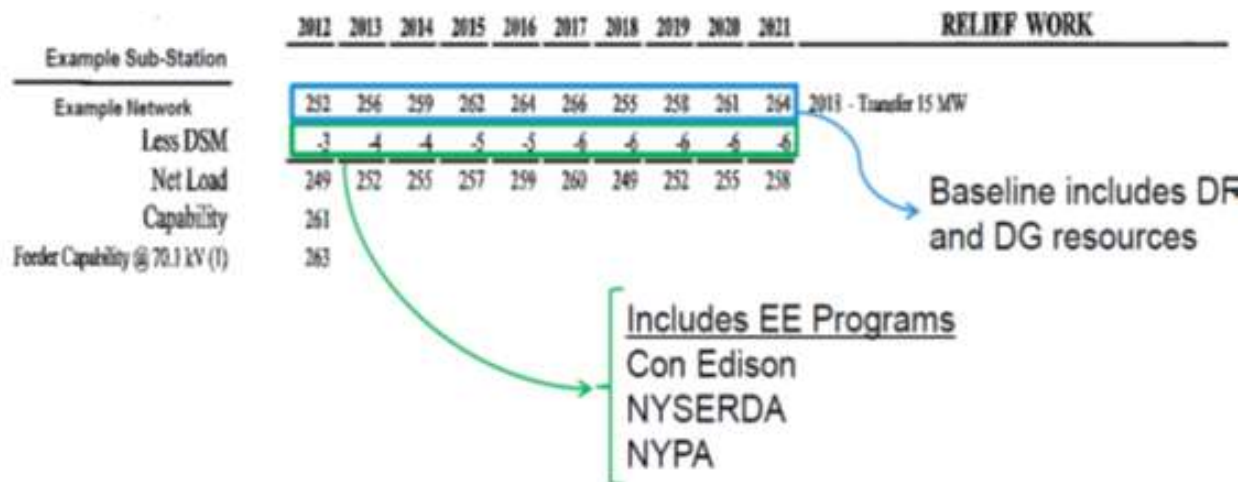 2012 2013 2014 2015 2016 2017 2018 2019 2020 2021 RELIEF WORK
Example Sub-Station
Example Network 252 256 259 262 264 266 255 258 261 264 2018 - Transfer 15 MW
Less DSM -3 -4 -4 -5 -5 -6 -6 -6 -6 -6
Net Load 249 252 255 257 259 260 249 252 255 258
Capability 261
Feeder Capability @ 70.1 kV (1) 263
Baseline includes DR
and DG resources
Includes EE Programs
Con Edison
NYSERDA
NYPA